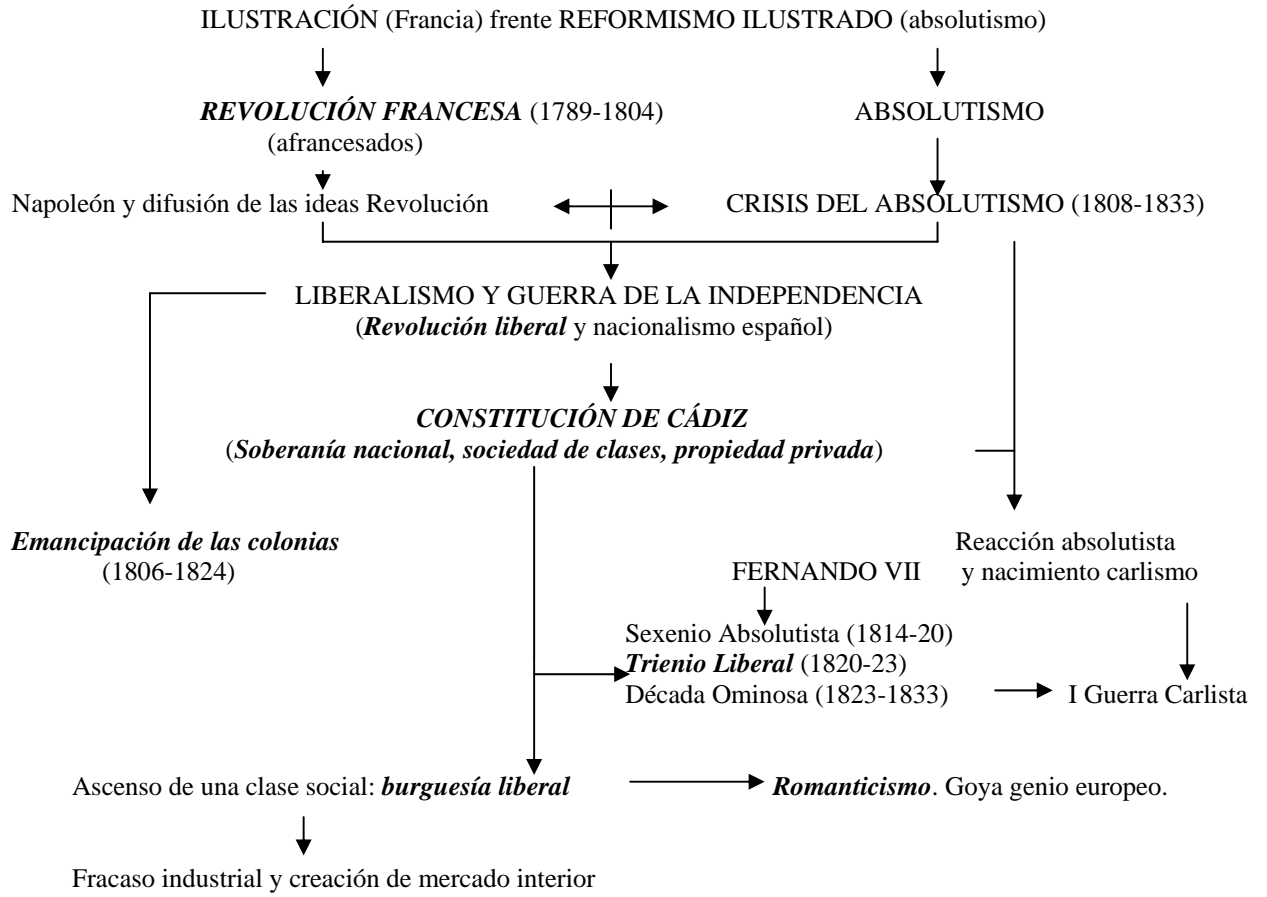 ILUSTRACIÓN (Francia) frente REFORMISMO ILUSTRADO (absolutismo)
REVOLUCIÓN FRANCESA (1789-1804)
(afrancesados)
ABSOLUTISMO
Napoleón y difusión de las ideas Revolución
CRISIS DEL ABSOLUTISMO (1808-1833)
LIBERALISMO Y GUERRA DE LA INDEPENDENCIA
(Revolución liberal y nacionalismo español)
CONSTITUCIÓN DE CÁDIZ
(Soberanía nacional, sociedad de clases, propiedad privada)
Emancipación de las colonias
(1806-1824)
Reacción absolutista
y nacimiento carlismo
FERNANDO VII
Sexenio Absolutista (1814-20)
Trienio Liberal (1820-23)
Década Ominosa (1823-1833)
I Guerra Carlista
Ascenso de una clase social: burguesía liberal
Romanticismo. Goya genio europeo.
Fracaso industrial y creación de mercado interior